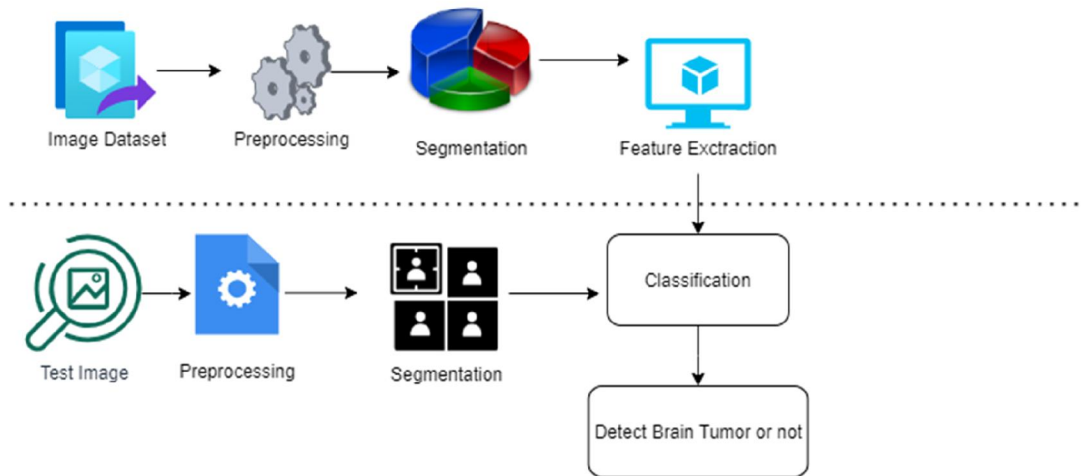 Image Dataset
Preprocessing
Segmentation
Feature Exctraction
Classification
Test Image
Preprocessing
Segmentation
Detect Brain Tumor or not